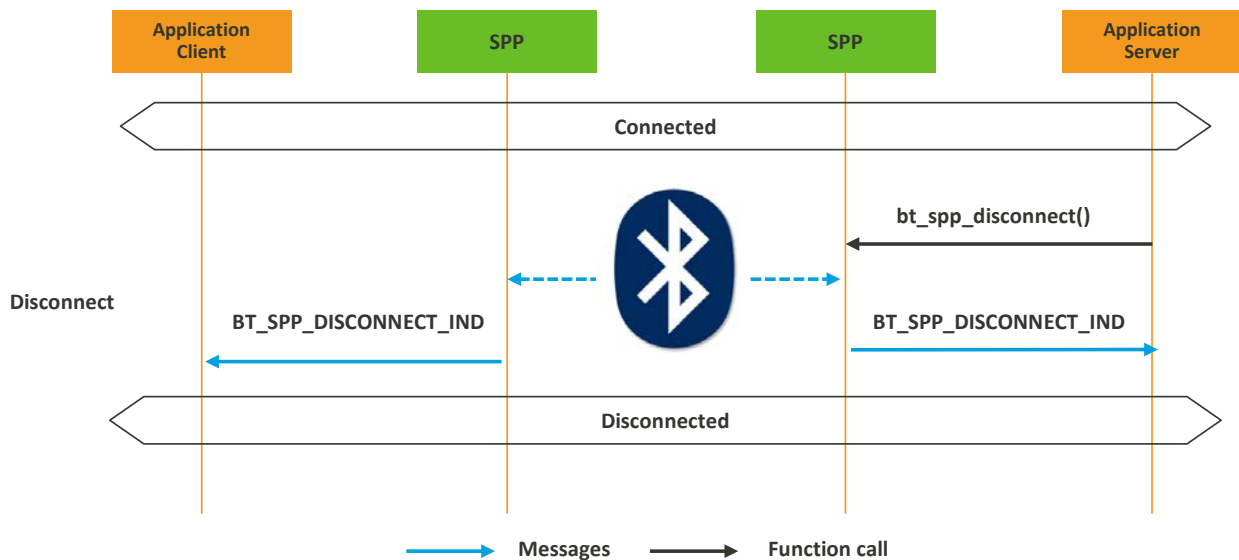 Application
Client
SPP
SPP
Application
Server
Connected
bt_spp_disconnect()
Disconnect
BT_SPP_DISCONNECT_IND
BT_SPP_DISCONNECT_IND
Disconnected
Messages
Function call